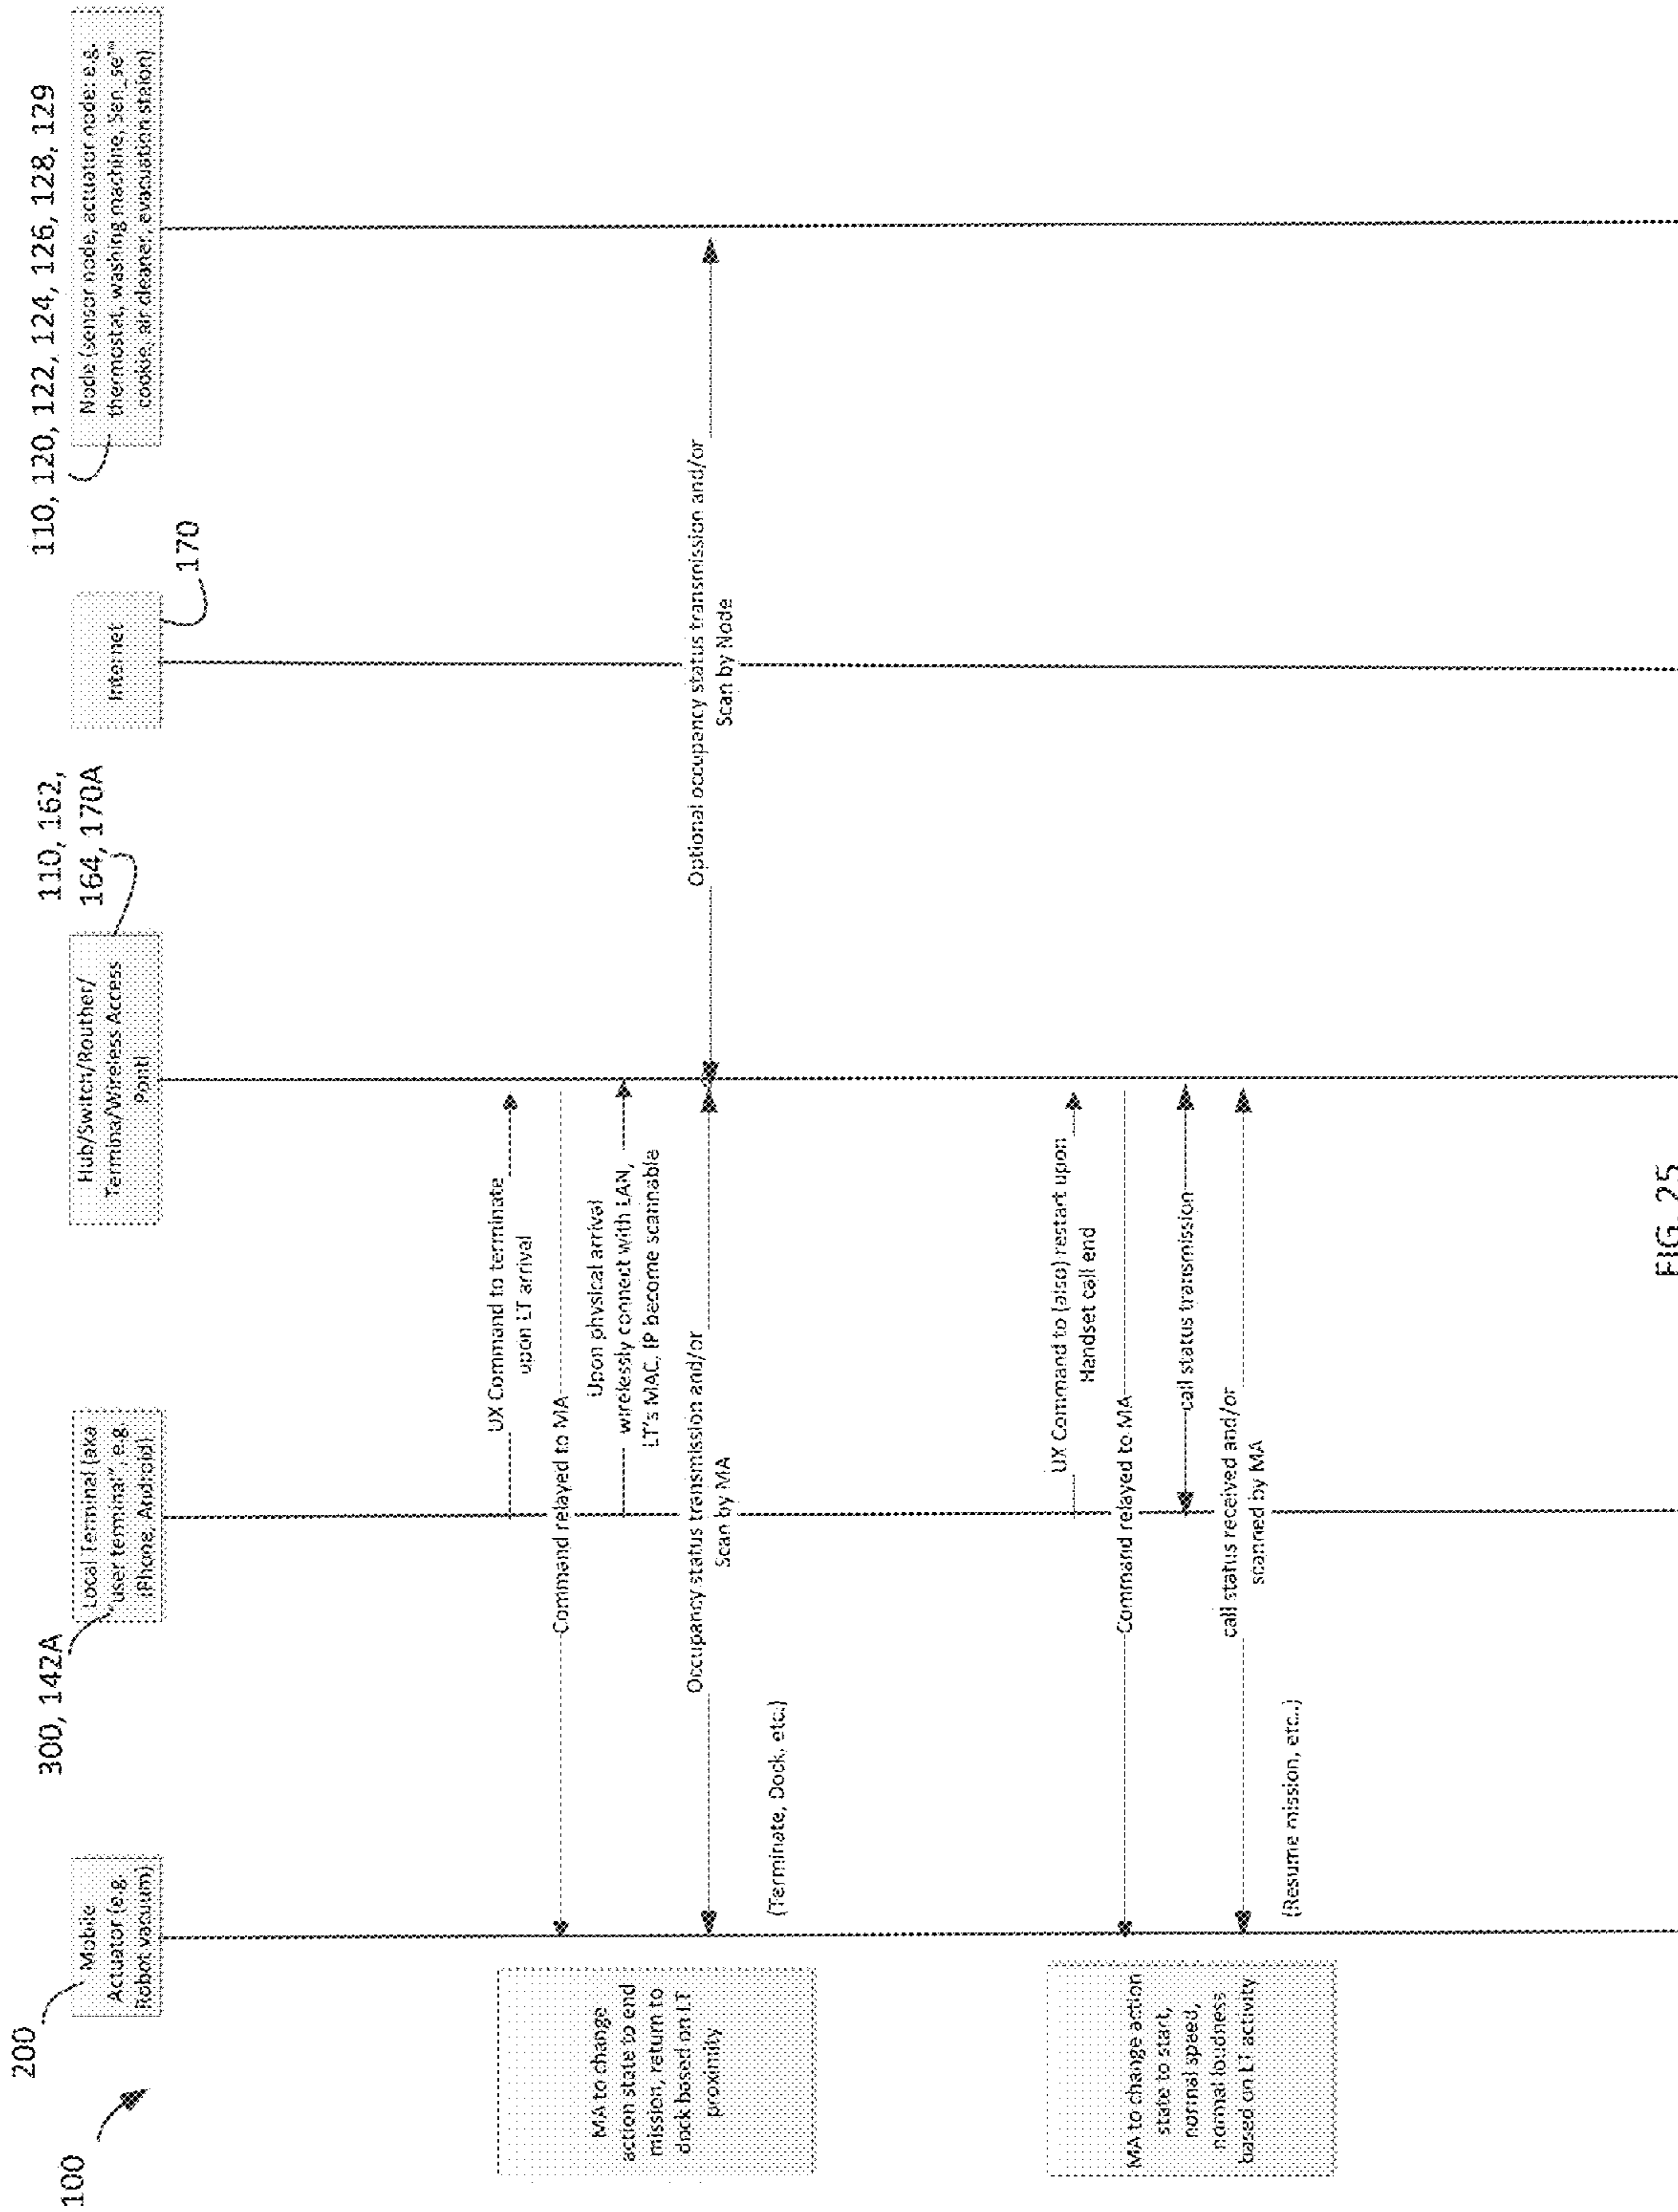 100
200
Mobile
Actuator (e.g.
Robot vacuum)
300, 142A
Local Terminal (aka
"user terminal", e.g.
iPhone, Android)
110, 162,
164, 170A
Hub/Switch/Routher/
Termina/Wireless Access
Pont)
Internet
170
110, 120, 122, 124, 126, 128, 129
Node (sensor node, actuator node: e.g.
thermostat, washing machine, Sen_se™
cookie, air cleaner, evacuation staion)
MA to change
action state to end
mission, return to
dock based on LT
proximity
UX Command to terminate
upon LT arrival
Command relayed to MA
Upon physical arrival
wirelessly connect with LAN,
LT's MAC, IP become scannable
Occupancy status transmission and/or
Scan by MA
Optional occupancy status transmission and/or
Scan by Node
(Terminate, Dock, etc.)
MA to change action
state to start,
normal speed,
normal loudness
based on LT activity
UX Command to (also) restart upon
Handset call end
Command relayed to MA
call status transmission
call status received and/or
scanned by MA
(Resume mission, etc..)
FIG. 25